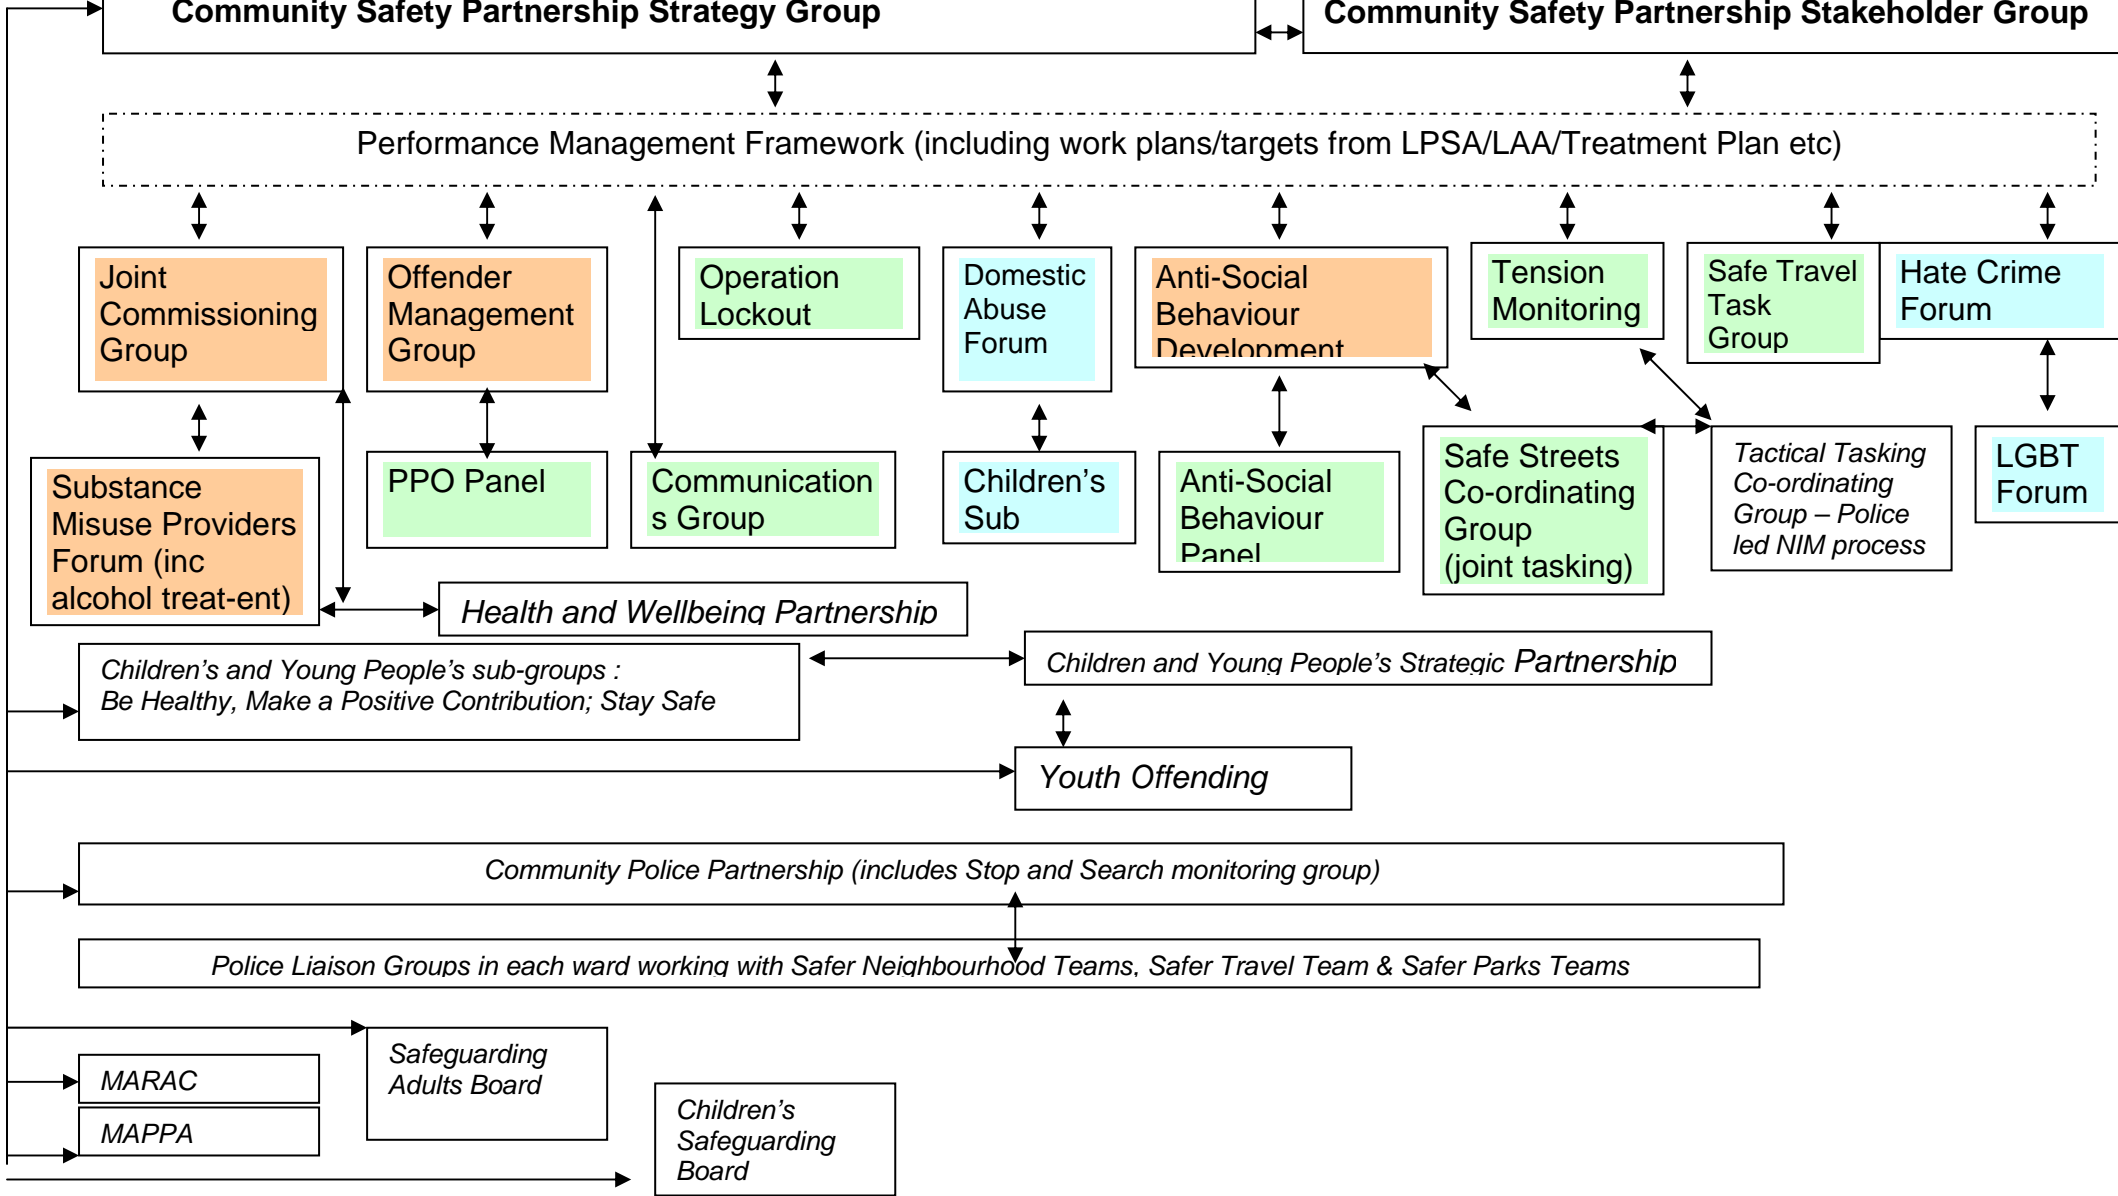 Community Safety Partnership Strategy Group
Community Safety Partnership Stakeholder Group
Performance Management Framework (including work plans/targets from LPSA/LAA/Treatment Plan etc)
Joint
Commissioning
Group
Offender
Management
Group
Operation
Lockout
Domestic
Abuse
Forum
Anti-Social
Behaviour
Development
Tension
Monitoring
Safe Travel
Task
Group
Hate Crime
Forum
Substance
Misuse Providers
Forum (inc
alcohol treat-ent)
PPO Panel
Communication
s Group
Children’s
Sub
Anti-Social
Behaviour
Panel
Safe Streets
Co-ordinating
Group
(joint tasking)
Tactical Tasking
Co-ordinating
Group – Police
led NIM process
LGBT
Forum
Health and Wellbeing Partnership
Children’s and Young People’s sub-groups :
Be Healthy, Make a Positive Contribution; Stay Safe
Children and Young People’s Strategic Partnership
Youth Offending
Community Police Partnership (includes Stop and Search monitoring group)
Police Liaison Groups in each ward working with Safer Neighbourhood Teams, Safer Travel Team & Safer Parks Teams
Safeguarding
Adults Board
MARAC
MAPPA
Children’s
Safeguarding
Board